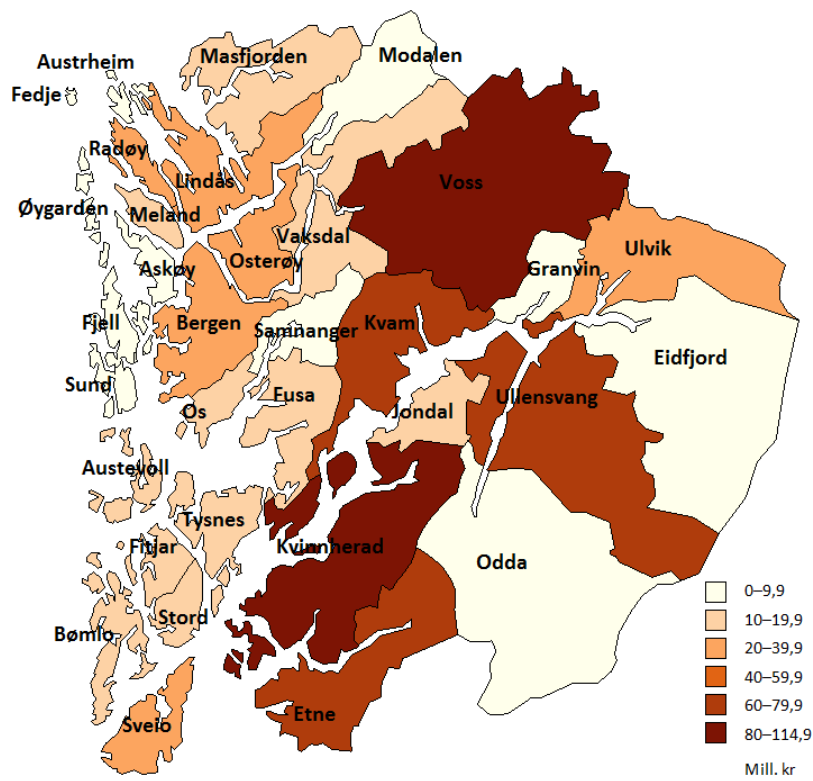 Masfjorden
Modalen
Austrheim
Fedje
Radøy
Lindås
Voss
Øygarden
Meland
Vaksdal
Ulvik
Askøy
Osterøy
Granvin
Fjell
Bergen
Samnanger
Kvam
Eidfjord
Sund
Os
Fusa
Jondal
Ullensvang
Austevoll
Tysnes
Fitjar
Kvinnherad
Odda
Stord
Bømlo
Etne
Sveio
0–9,9
10–19,9
20–39,9
40–59,9
60–79,9
80–114,9
Mill. kr